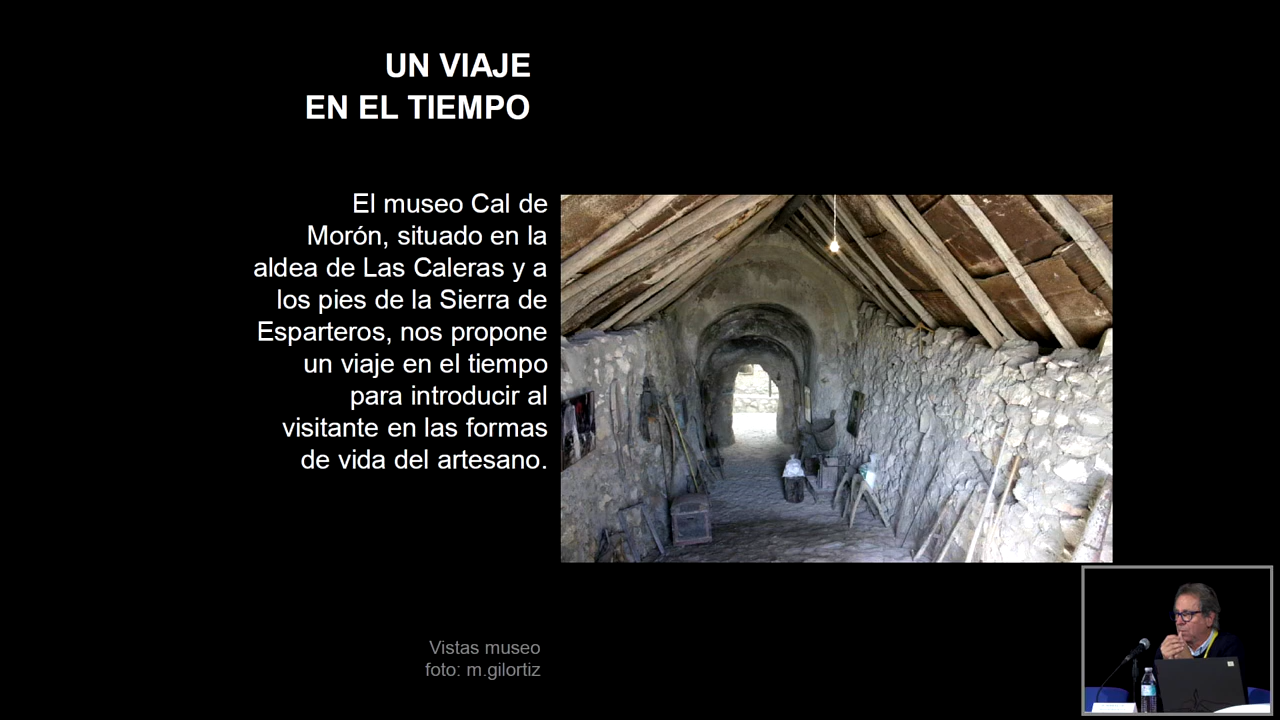 UN VIAJE
EN EL TIEMPO
El museo Cal de
Morón, situado en la
aldea de Las Caleras y a
los pies de la Sierra de
Esparteros, nos propone
un viaje en el tiempo
para introducir al
visitante en las formas
de vida del artesano.
Vistas museo
foto: m.gilortiz